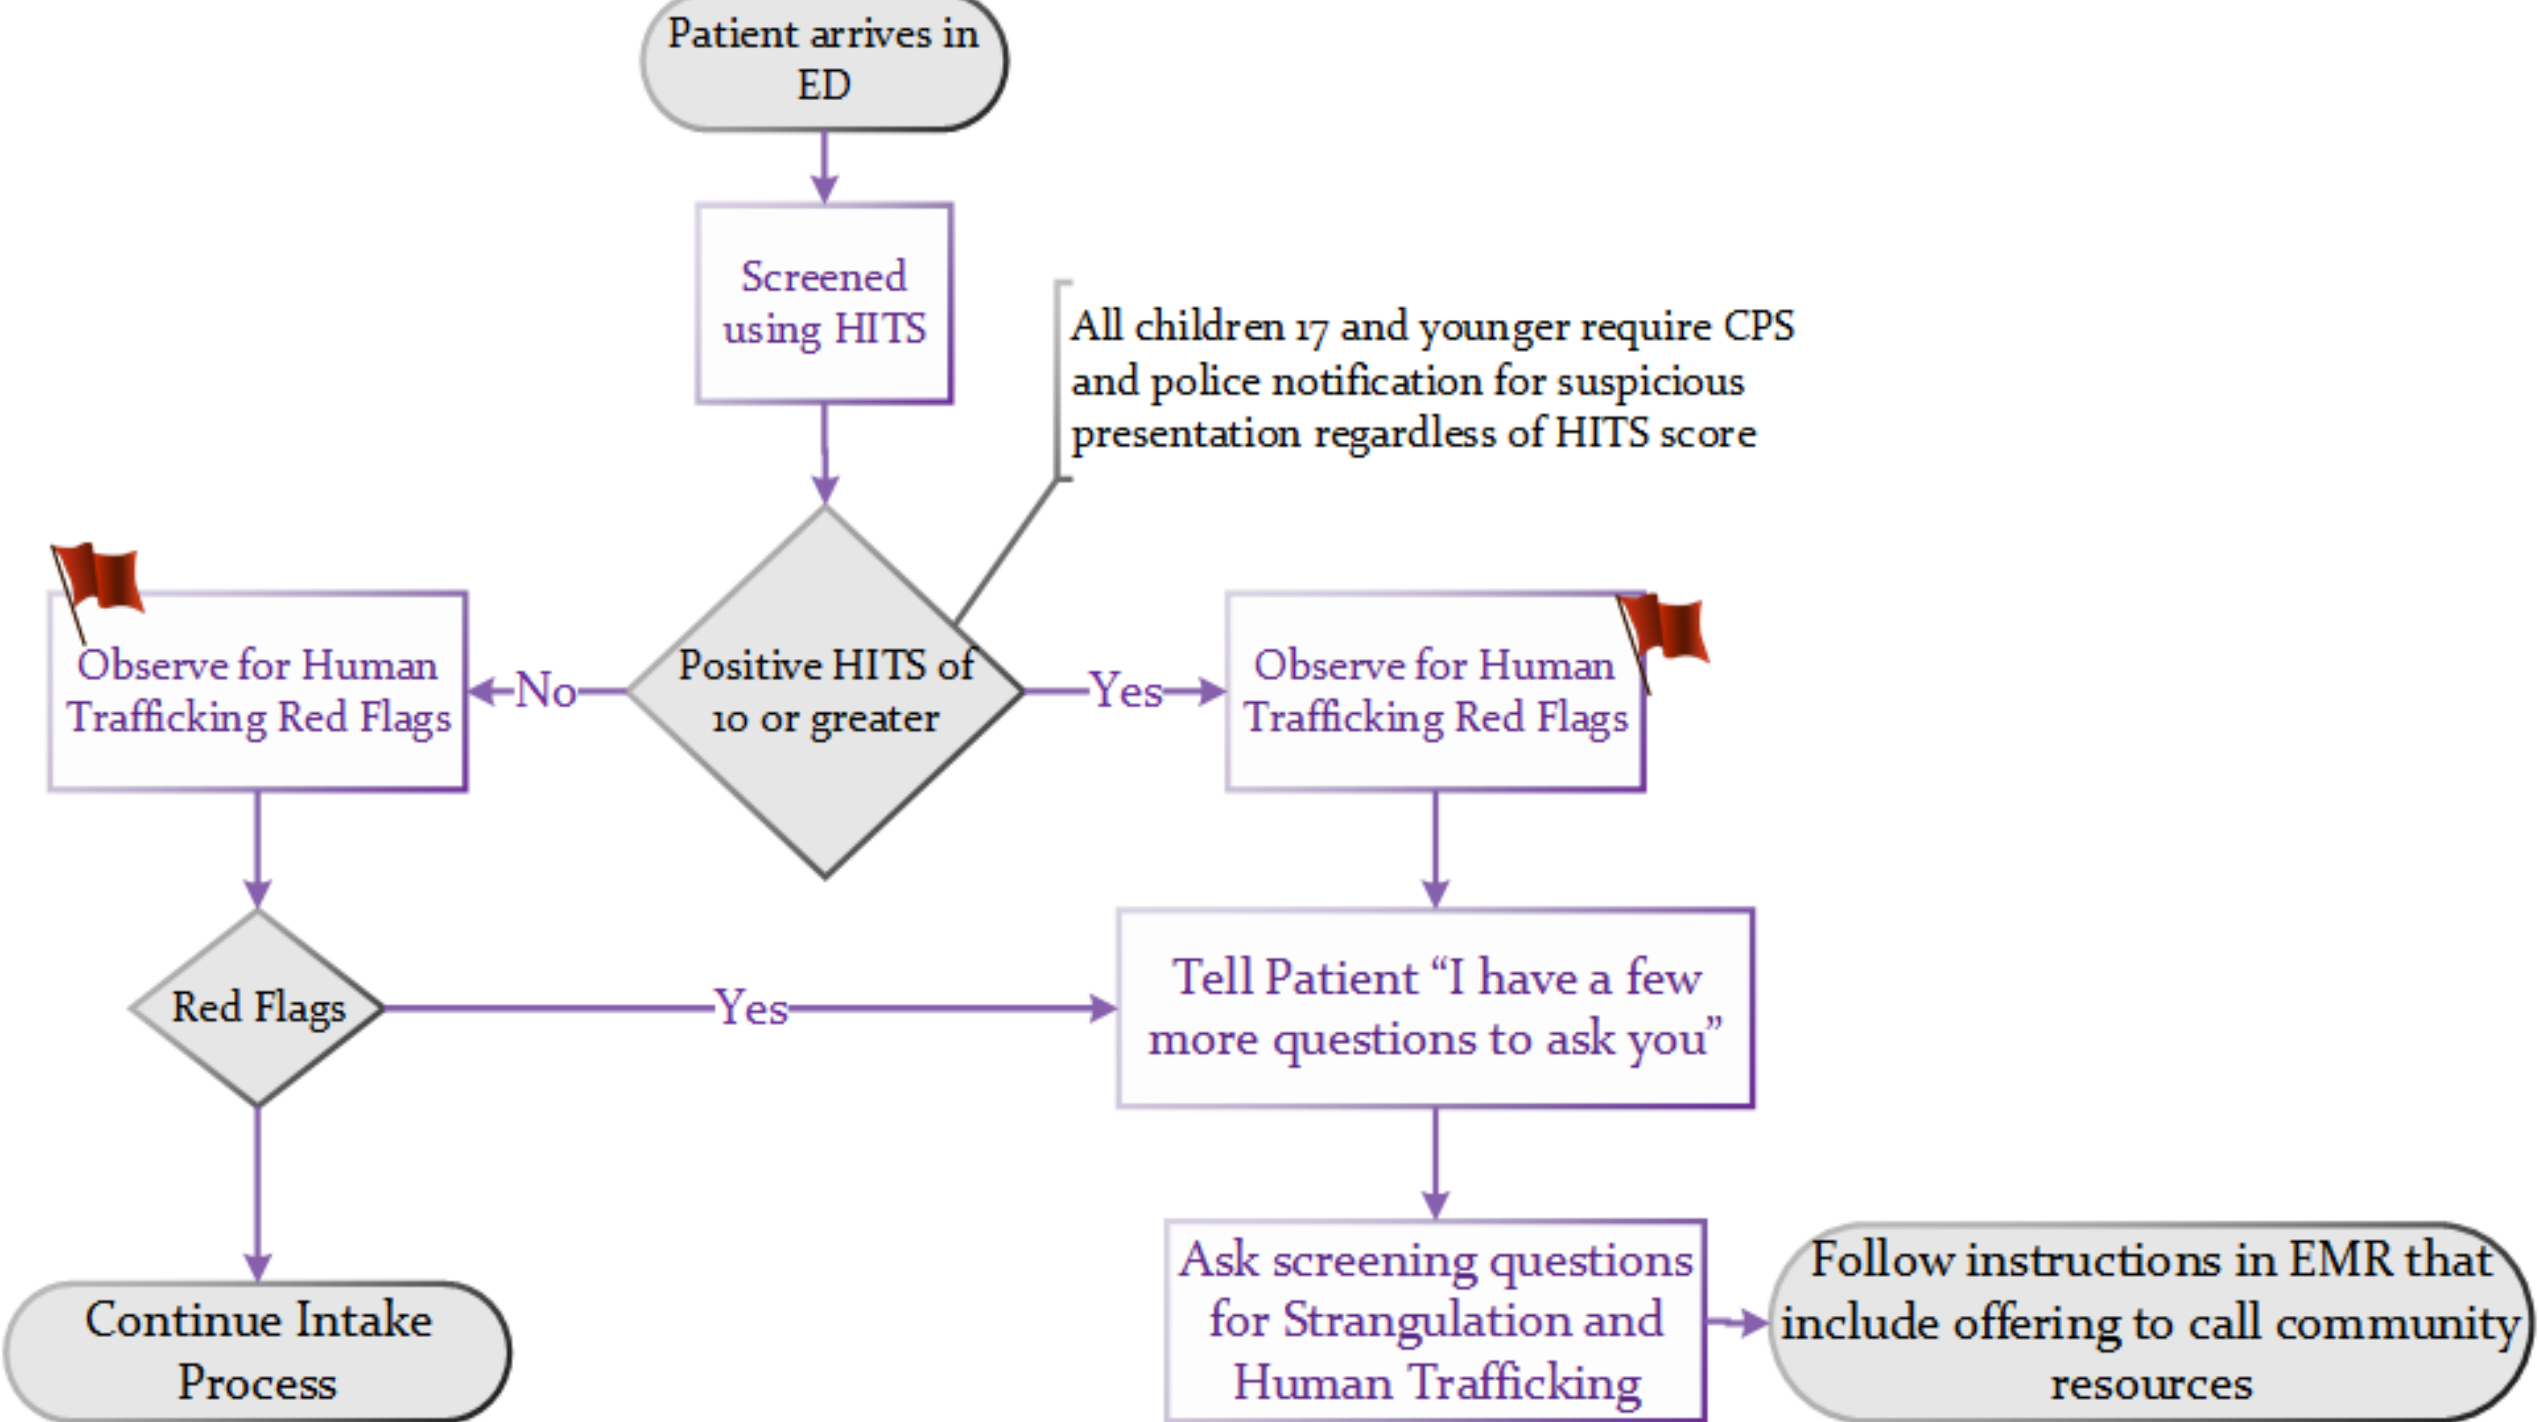 Patient arrives in
ED
Screened
using HITS
All children 17 and younger require CPS
and police notification for suspicious
presentation regardless of HITS score
Observe for Human
Trafficking Red Flags
No
Positive HITS of
10 or greater
Yes
Observe for Human
Trafficking Red Flags
Red Flags
Yes
Tell Patient “I have a few
more questions to ask you”
Continue Intake
Process
Ask screening questions
for Strangulation and
Human Trafficking
Follow instructions in EMR that
include offering to call community
resources